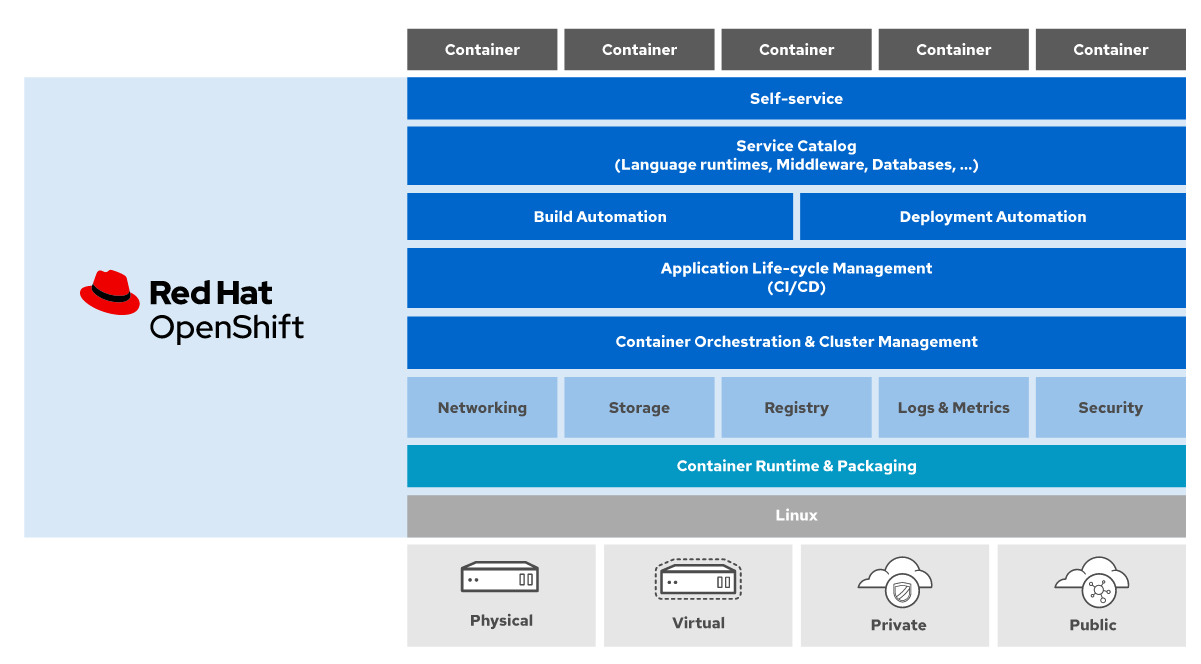 Container
Container
Container
Container
Container
Self-service
Service Catalog
(Language runtimes, Middleware, Databases, ...)
Build Automation
Deployment Automation
Application Life-cycle Management
(CI/CD)
Red Hat
OpenShift
Container Orchestration & Cluster Management
Networking
Storage
Registry
Logs & Metrics
Security
Container Runtime & Packaging
Linux
Physical
Virtual
Private
Public